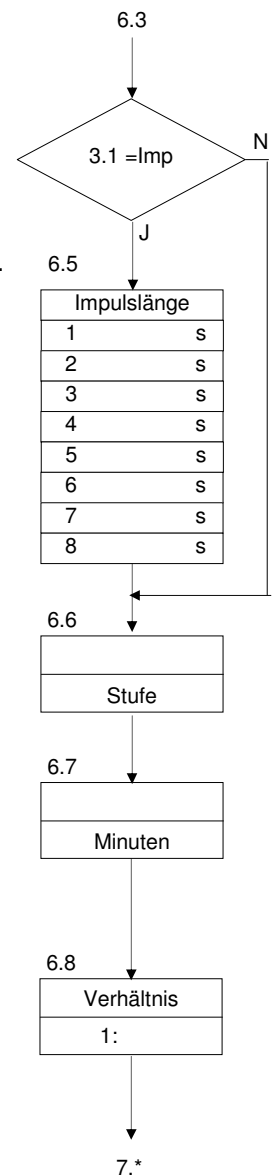 6.3
3.1 =Imp
N
J
. 6.5
Impulslänge
1 s
2 s
3 s
4 s
5 s
6 s
7 s
8 s
6.6
Stufe
6.7
Minuten
6.8
Verhältnis
1:
7.*